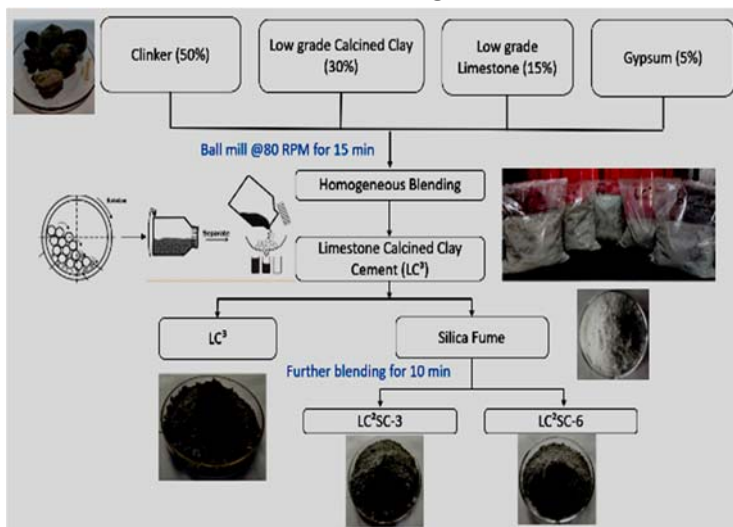 Clinker (50%)
Low grade Calcined Clay
(30%)
Low grade
Limestone (15%)
Gypsum (5%)
Ball mill @80 RPM for 15 min
Homogeneous Blending
Separate
Limestone Calcined Clay
Cement (LC³)
LC³
Silica Fume
Further blending for 10 min
LC²SC-3
LC²SC-6